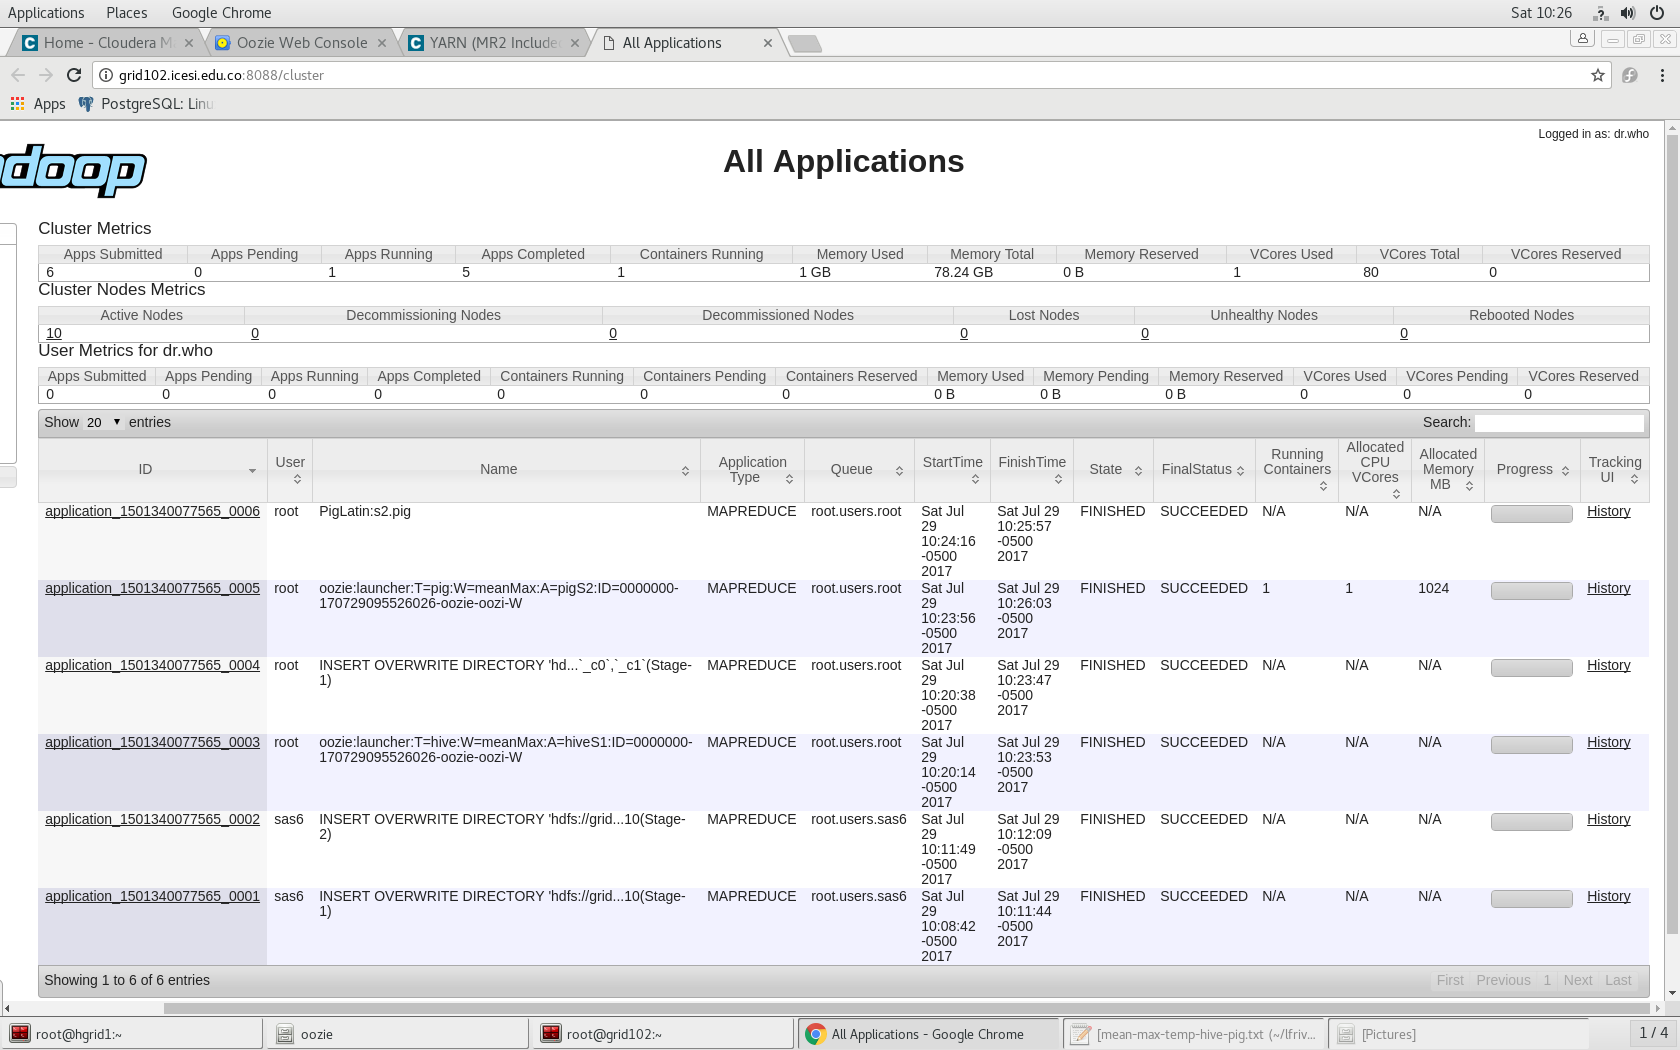 Applications Places Google Chrome Sat 10:26
Home - Cloudera M Oozie Web Console YARN (MR2 Include All Applications
grid102.icesi.edu.co:8088/cluster
Apps PostgreSQL: Linu
Logged in as: dr.who
doop
All Applications
Cluster Metrics
Apps Submitted Apps Pending Apps Running Apps Completed Containers Running Memory Used Memory Total Memory Reserved VCores Used VCores Total VCores Reserved
6 0 1 5 1 1 GB 78.24 GB 0 B 1 80 0
Cluster Nodes Metrics
Active Nodes Decommissioning Nodes Decommissioned Nodes Lost Nodes Unhealthy Nodes Rebooted Nodes
10 0 0 0 0 0
User Metrics for dr.who
Apps Submitted Apps Pending Apps Running Apps Completed Containers Running Containers Pending Containers Reserved Memory Used Memory Pending Memory Reserved VCores Used VCores Pending VCores Reserved
0 0 0 0 0 0 0 0 B 0 B 0 B 0 0 0
Show 20 entries Search:
ID User Name Application Type Queue StartTime FinishTime State FinalStatus Running Containers Allocated CPU VCores Allocated Memory MB Progress Tracking UI
application_1501340077565_0006 root PigLatin:s2.pig MAPREDUCE root.users.root Sat Jul 29 10:24:16 -0500 2017 Sat Jul 29 10:25:57 -0500 2017 FINISHED SUCCEEDED N/A N/A N/A History
application_1501340077565_0005 root oozie:launcher:T=pig:W=meanMax:A=pigS2:ID=0000000-170729095526026-oozie-oozi-W MAPREDUCE root.users.root Sat Jul 29 10:23:56 -0500 2017 Sat Jul 29 10:26:03 -0500 2017 FINISHED SUCCEEDED 1 1 1024 History
application_1501340077565_0004 root INSERT OVERWRITE DIRECTORY 'hd...`_c0`,`_c1`(Stage-1) MAPREDUCE root.users.root Sat Jul 29 10:20:38 -0500 2017 Sat Jul 29 10:23:47 -0500 2017 FINISHED SUCCEEDED N/A N/A N/A History
application_1501340077565_0003 root oozie:launcher:T=hive:W=meanMax:A=hiveS1:ID=0000000-170729095526026-oozie-oozi-W MAPREDUCE root.users.root Sat Jul 29 10:20:14 -0500 2017 Sat Jul 29 10:23:53 -0500 2017 FINISHED SUCCEEDED N/A N/A N/A History
application_1501340077565_0002 sas6 INSERT OVERWRITE DIRECTORY 'hdfs://grid...10(Stage-2) MAPREDUCE root.users.sas6 Sat Jul 29 10:11:49 -0500 2017 Sat Jul 29 10:12:09 -0500 2017 FINISHED SUCCEEDED N/A N/A N/A History
application_1501340077565_0001 sas6 INSERT OVERWRITE DIRECTORY 'hdfs://grid...10(Stage-1) MAPREDUCE root.users.sas6 Sat Jul 29 10:08:42 -0500 2017 Sat Jul 29 10:11:44 -0500 2017 FINISHED SUCCEEDED N/A N/A N/A History
Showing 1 to 6 of 6 entries First Previous 1 Next Last
root@hgrid1:~ oozie root@grid102:~ All Applications - Google Chrome [mean-max-temp-hive-pig.txt (~/lfriv... [Pictures] 1 / 4